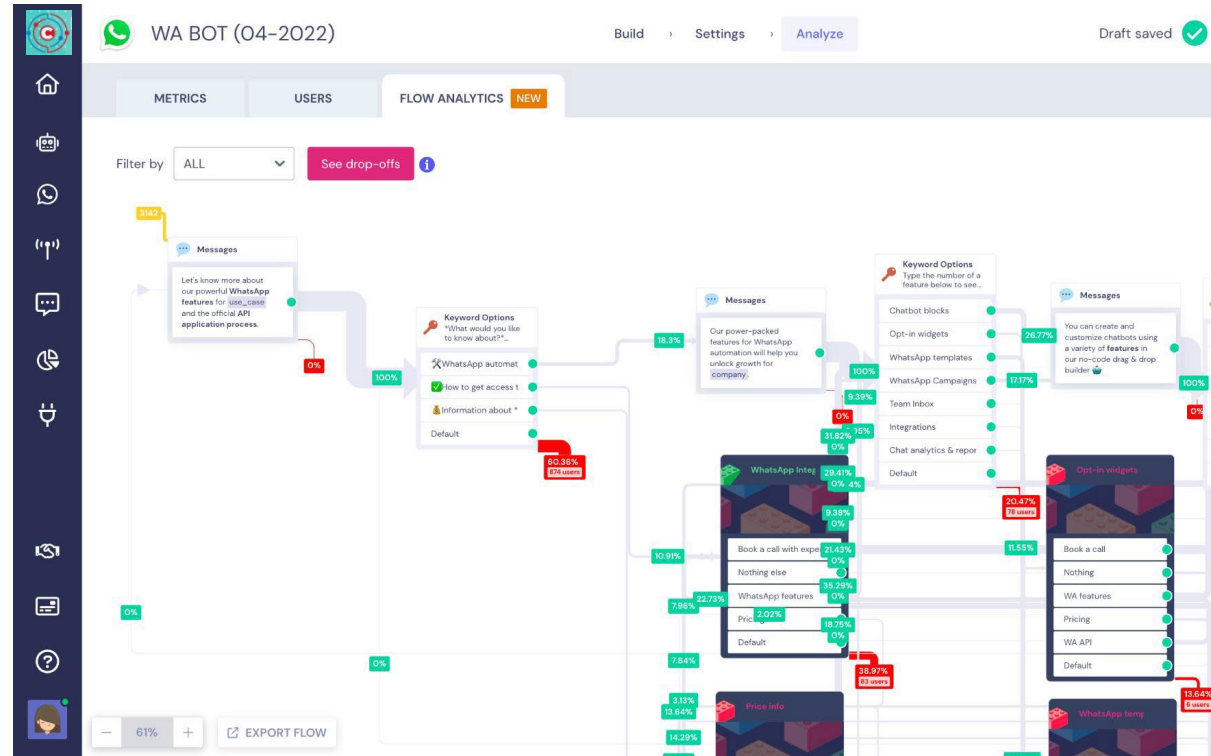 WA BOT (04-2022)
Build › Settings › Analyze
Draft saved
METRICS
USERS
FLOW ANALYTICS NEW
Filter by ALL
See drop-offs
3142
Messages
Let's know more about
our powerful WhatsApp
features for use_case
and the official API
application process.
0%
100%
Keyword Options
"What would you like
to know about?"...
WhatsApp automat
How to get access t
Information about *
Default
60.36%
874 users
18.3%
10.91%
Messages
Our power-packed
features for WhatsApp
automation will help you
unlock growth for
company.
100%
9.39%
0%
31.82%
0%
29.41%
0%
4%
9.38%
0%
21.43%
0%
35.29%
0%
18.75%
0%
WhatsApp Integ
Book a call with expe
Nothing else
WhatsApp features
Default
22.73%
7.96%
2.02%
7.84%
38.97%
83 users
3.13%
13.64%
14.29%
Price info
Keyword Options
Type the number of a
feature below to see...
Chatbot blocks
Opt-in widgets
WhatsApp templates
WhatsApp Campaigns
Team Inbox
Integrations
Chat analytics & repor
Default
26.77%
17.17%
20.47%
78 users
11.55%
Messages
You can create and
customize chatbots using
a variety of features in
our no-code drag & drop
builder
100%
0%
Opt-in widgets
Book a call
Nothing
WA features
Pricing
WA API
Default
13.64%
6 users
WhatsApp temp
0%
0%
61%
EXPORT FLOW